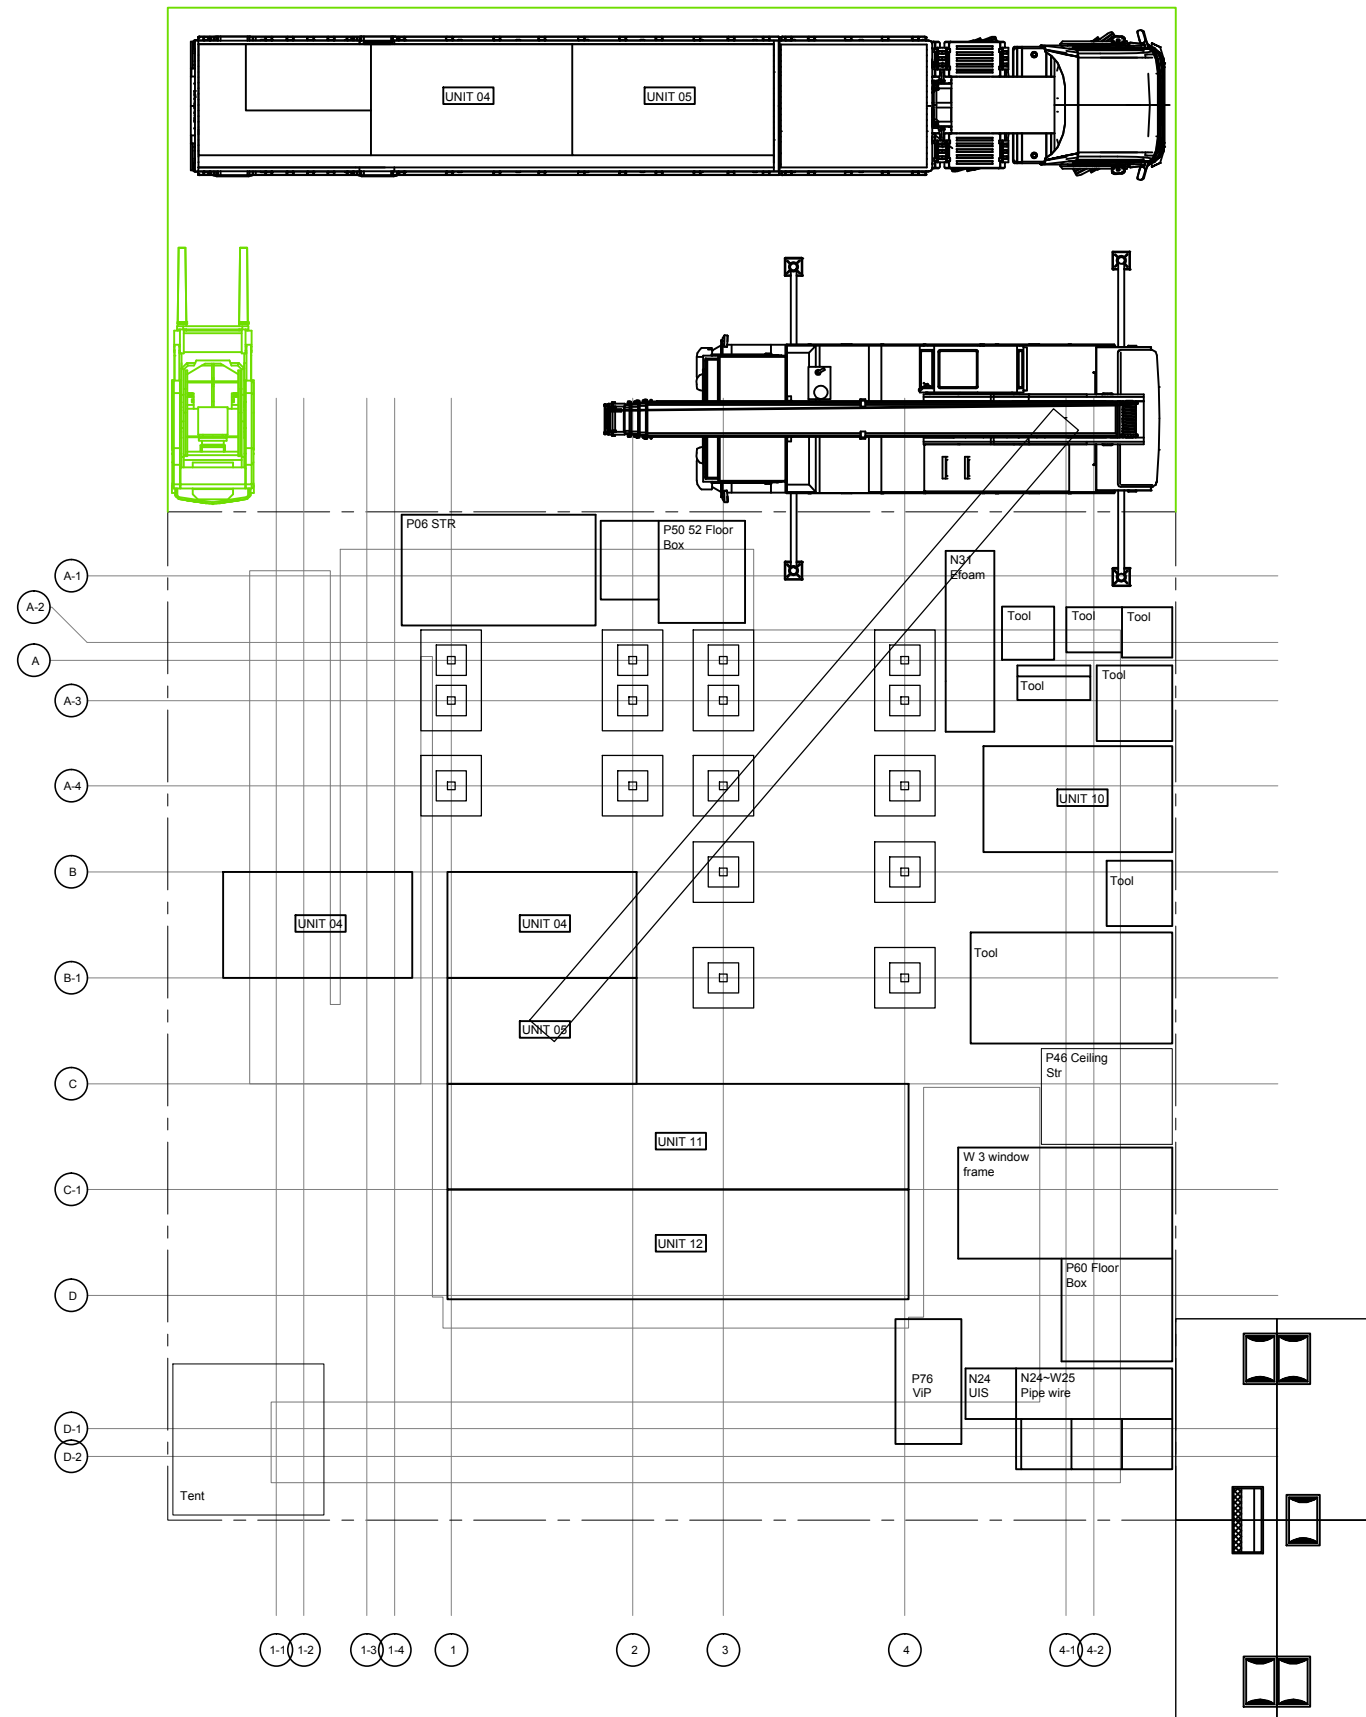 UNIT 04
UNIT 05
P06 STR
P50 52 Floor
Box
N31
Efoam
A-1
A-2
Tool
Tool
Tool
A
Tool
Tool
A-3
A-4
UNIT 10
B
Tool
UNIT 04
UNIT 04
Tool
B-1
UNIT 05
P46 Ceiling
Str
C
UNIT 11
W 3 window
frame
C-1
UNIT 12
P60 Floor
Box
D
P76
ViP
N24
UIS
N24~W25
Pipe wire
D-1
D-2
Tent
1-1
1-2
1-3
1-4
1
2
3
4
4-1
4-2